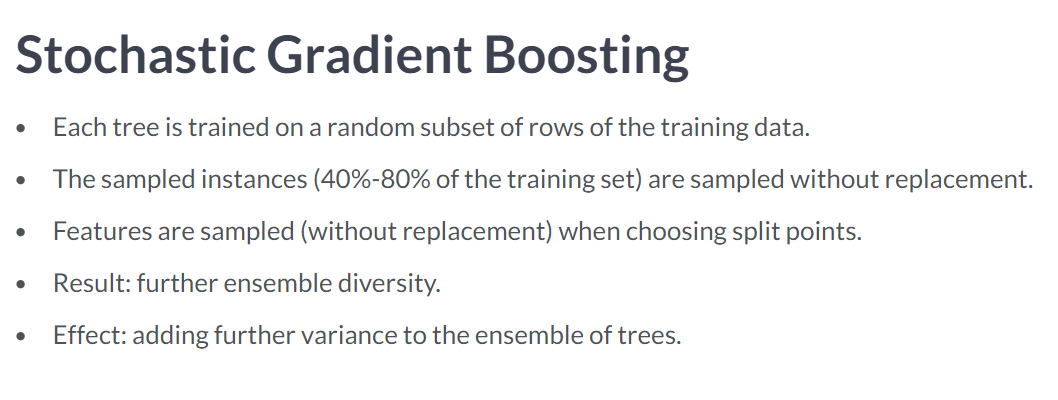 Stochastic Gradient Boosting
• Each tree is trained on a random subset of rows of the training data.
• The sampled instances (40%-80% of the training set) are sampled without replacement.
• Features are sampled (without replacement) when choosing split points.
• Result: further ensemble diversity.
• Effect: adding further variance to the ensemble of trees.